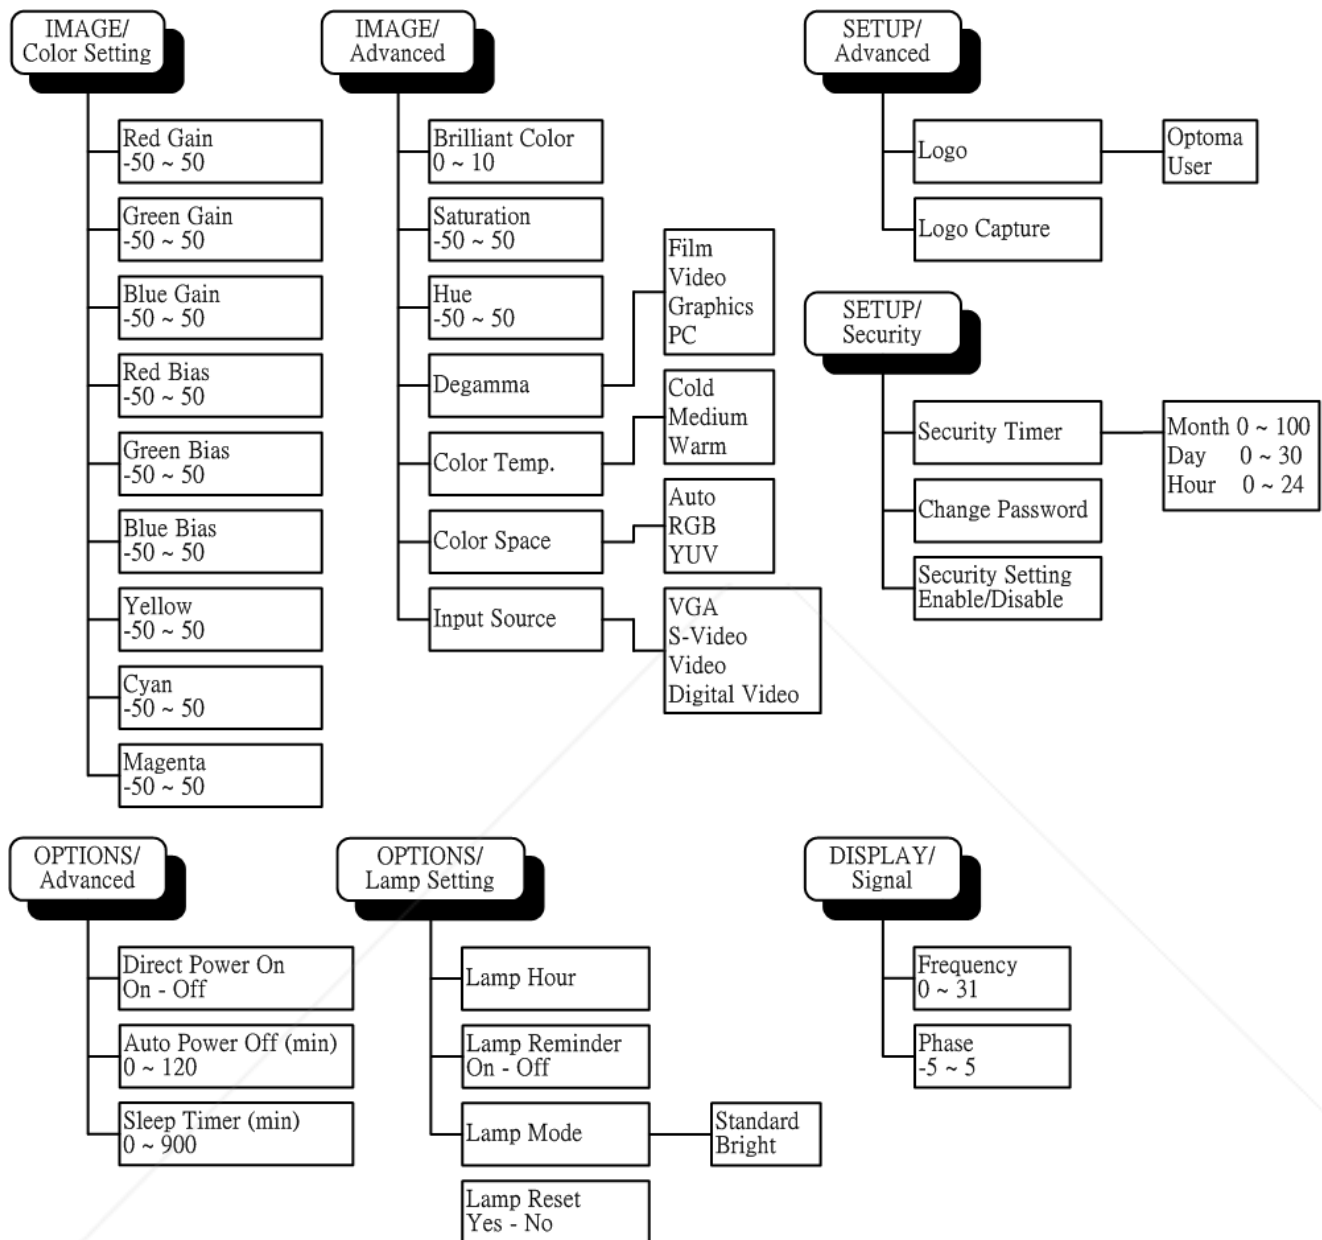 IMAGE/
Color Setting
Red Gain
-50 ~ 50
Green Gain
-50 ~ 50
Blue Gain
-50 ~ 50
Red Bias
-50 ~ 50
Green Bias
-50 ~ 50
Blue Bias
-50 ~ 50
Yellow
-50 ~ 50
Cyan
-50 ~ 50
Magenta
-50 ~ 50
IMAGE/
Advanced
Brilliant Color
0 ~ 10
Saturation
-50 ~ 50
Hue
-50 ~ 50
Degamma
Film
Video
Graphics
PC
Color Temp.
Cold
Medium
Warm
Color Space
Auto
RGB
YUV
Input Source
VGA
S-Video
Video
Digital Video
SETUP/
Advanced
Logo
Optoma
User
Logo Capture
SETUP/
Security
Security Timer
Month 0 ~ 100
Day 0 ~ 30
Hour 0 ~ 24
Change Password
Security Setting
Enable/Disable
OPTIONS/
Advanced
Direct Power On
On - Off
Auto Power Off (min)
0 ~ 120
Sleep Timer (min)
0 ~ 900
OPTIONS/
Lamp Setting
Lamp Hour
Lamp Reminder
On - Off
Lamp Mode
Standard
Bright
Lamp Reset
Yes - No
DISPLAY/
Signal
Frequency
0 ~ 31
Phase
-5 ~ 5